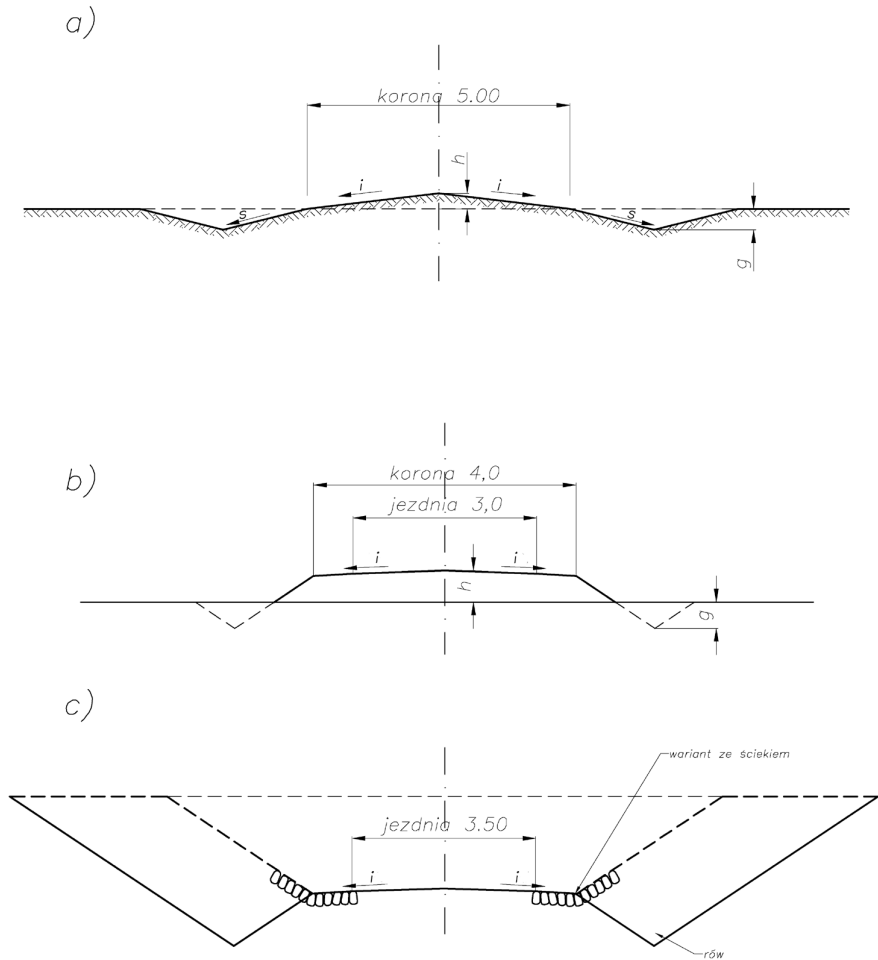 a)
korona 5.00
h
i
i
s
s
g
b)
korona 4,0
jezdnia 3,0
i
i
h
g
c)
wariant ze ściekiem
jezdnia 3.50
i
i
rów